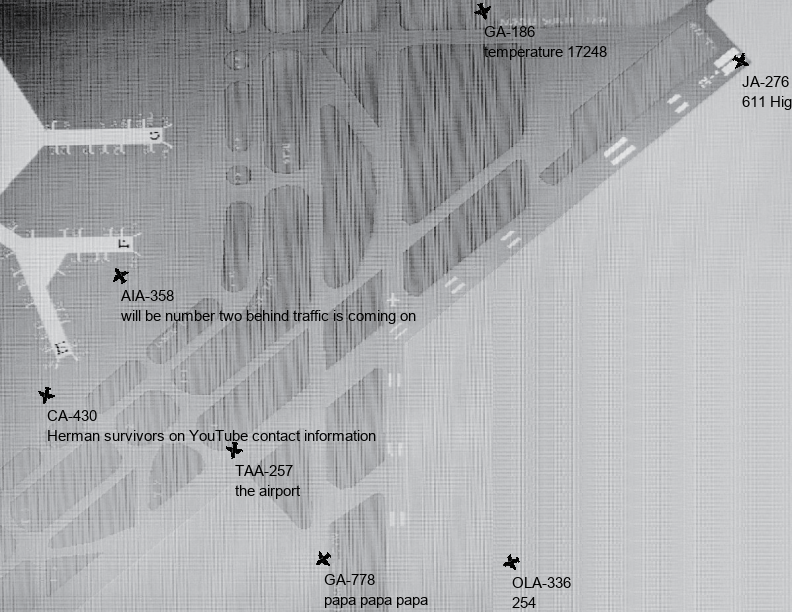 GA-186
temperature 17248
JA-276
611 Hig
AIA-358
will be number two behind traffic is coming on
CA-430
Herman survivors on YouTube contact information
TAA-257
the airport
GA-778
papa papa papa
OLA-336
254